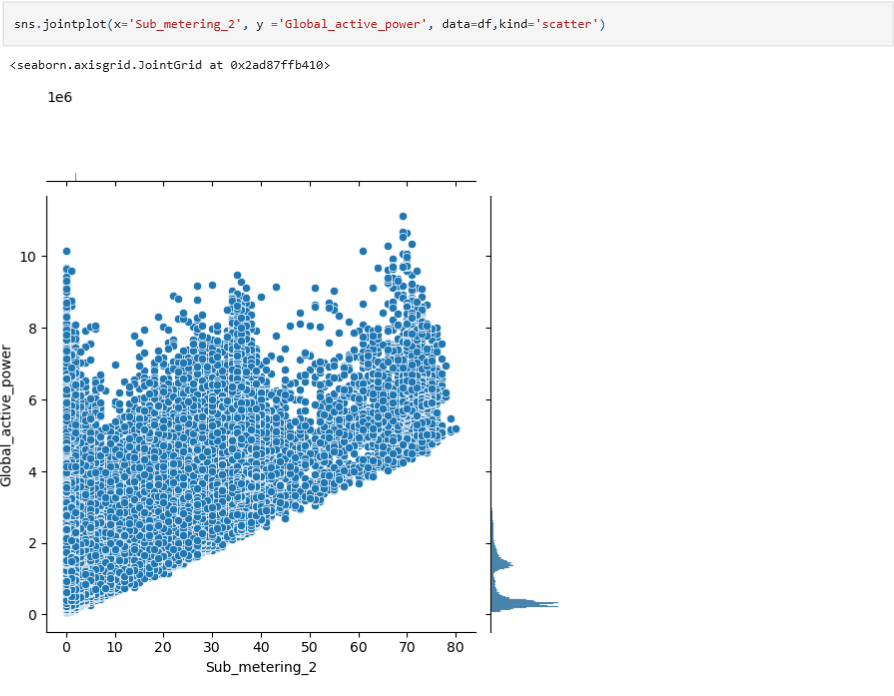 sns.jointplot(x='Sub_metering_2', y ='Global_active_power', data=df,kind='scatter')
<seaborn.axisgrid.JointGrid at 0x2ad87ffb410>
1e6
10
8
6
4
2
0
Global_active_power
0 10 20 30 40 50 60 70 80
Sub_metering_2